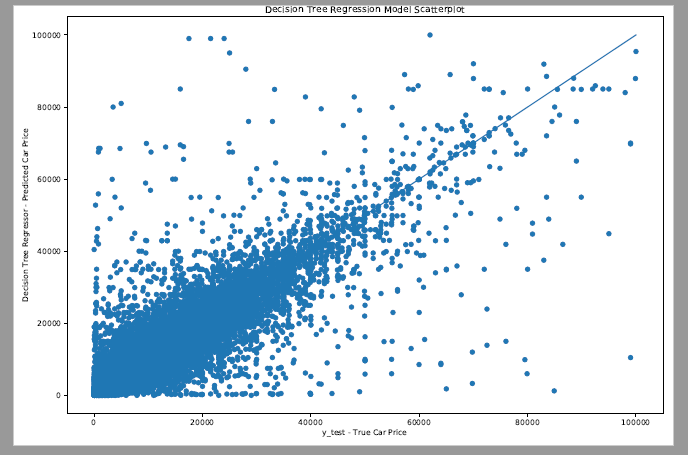 Decision Tree Regression Model Scatterplot
100000
80000
60000
40000
20000
0
Decision Tree Regressor - Predicted Car Price
0 20000 40000 60000 80000 100000
y_test - True Car Price